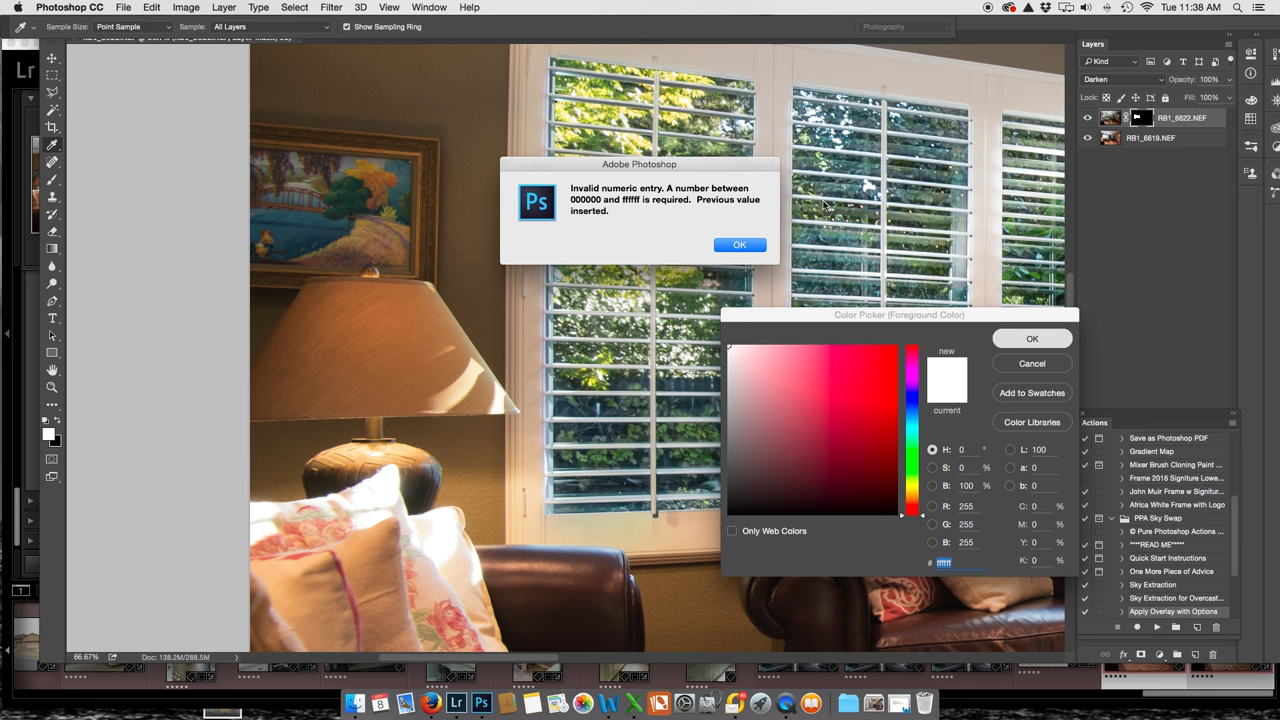 Photoshop CC File Edit Image Layer Type Select Filter 3D View Window Help Tue 11:38 AM
Sample Size: Point Sample Sample: All Layers Show Sampling Ring Photography
Lr
Layers
Kind
Darken Opacity: 100%
Lock: Fill: 100%
RB1_6622.NEF
RB1_6619.NEF
Adobe Photoshop
Ps
Invalid numeric entry. A number between
000000 and ffffff is required. Previous value
inserted.
OK
Color Picker (Foreground Color)
new
current
OK
Cancel
Add to Swatches
Color Libraries
H: 0 ° L: 100
S: 0 % a: 0
B: 100 % b: 0
R: 255 C: 0 %
G: 255 M: 0 %
B: 255 Y: 0 %
# ffffff K: 0 %
Only Web Colors
Actions
Save as Photoshop PDF
Gradient Map
Mixer Brush Cloning Paint ...
Frame 2016 Signiture Lowe...
John Muir Frame w Signitur...
Africa White Frame with Logo
PPA Sky Swap
© Pure Photoshop Actions ...
****READ ME*****
Quick Start Instructions
One More Piece of Advice
Sky Extraction
Sky Extraction for Overcast...
Apply Overlay with Options
fx
66.67% Doc: 138.2M/288.5M
1
Lr Ps